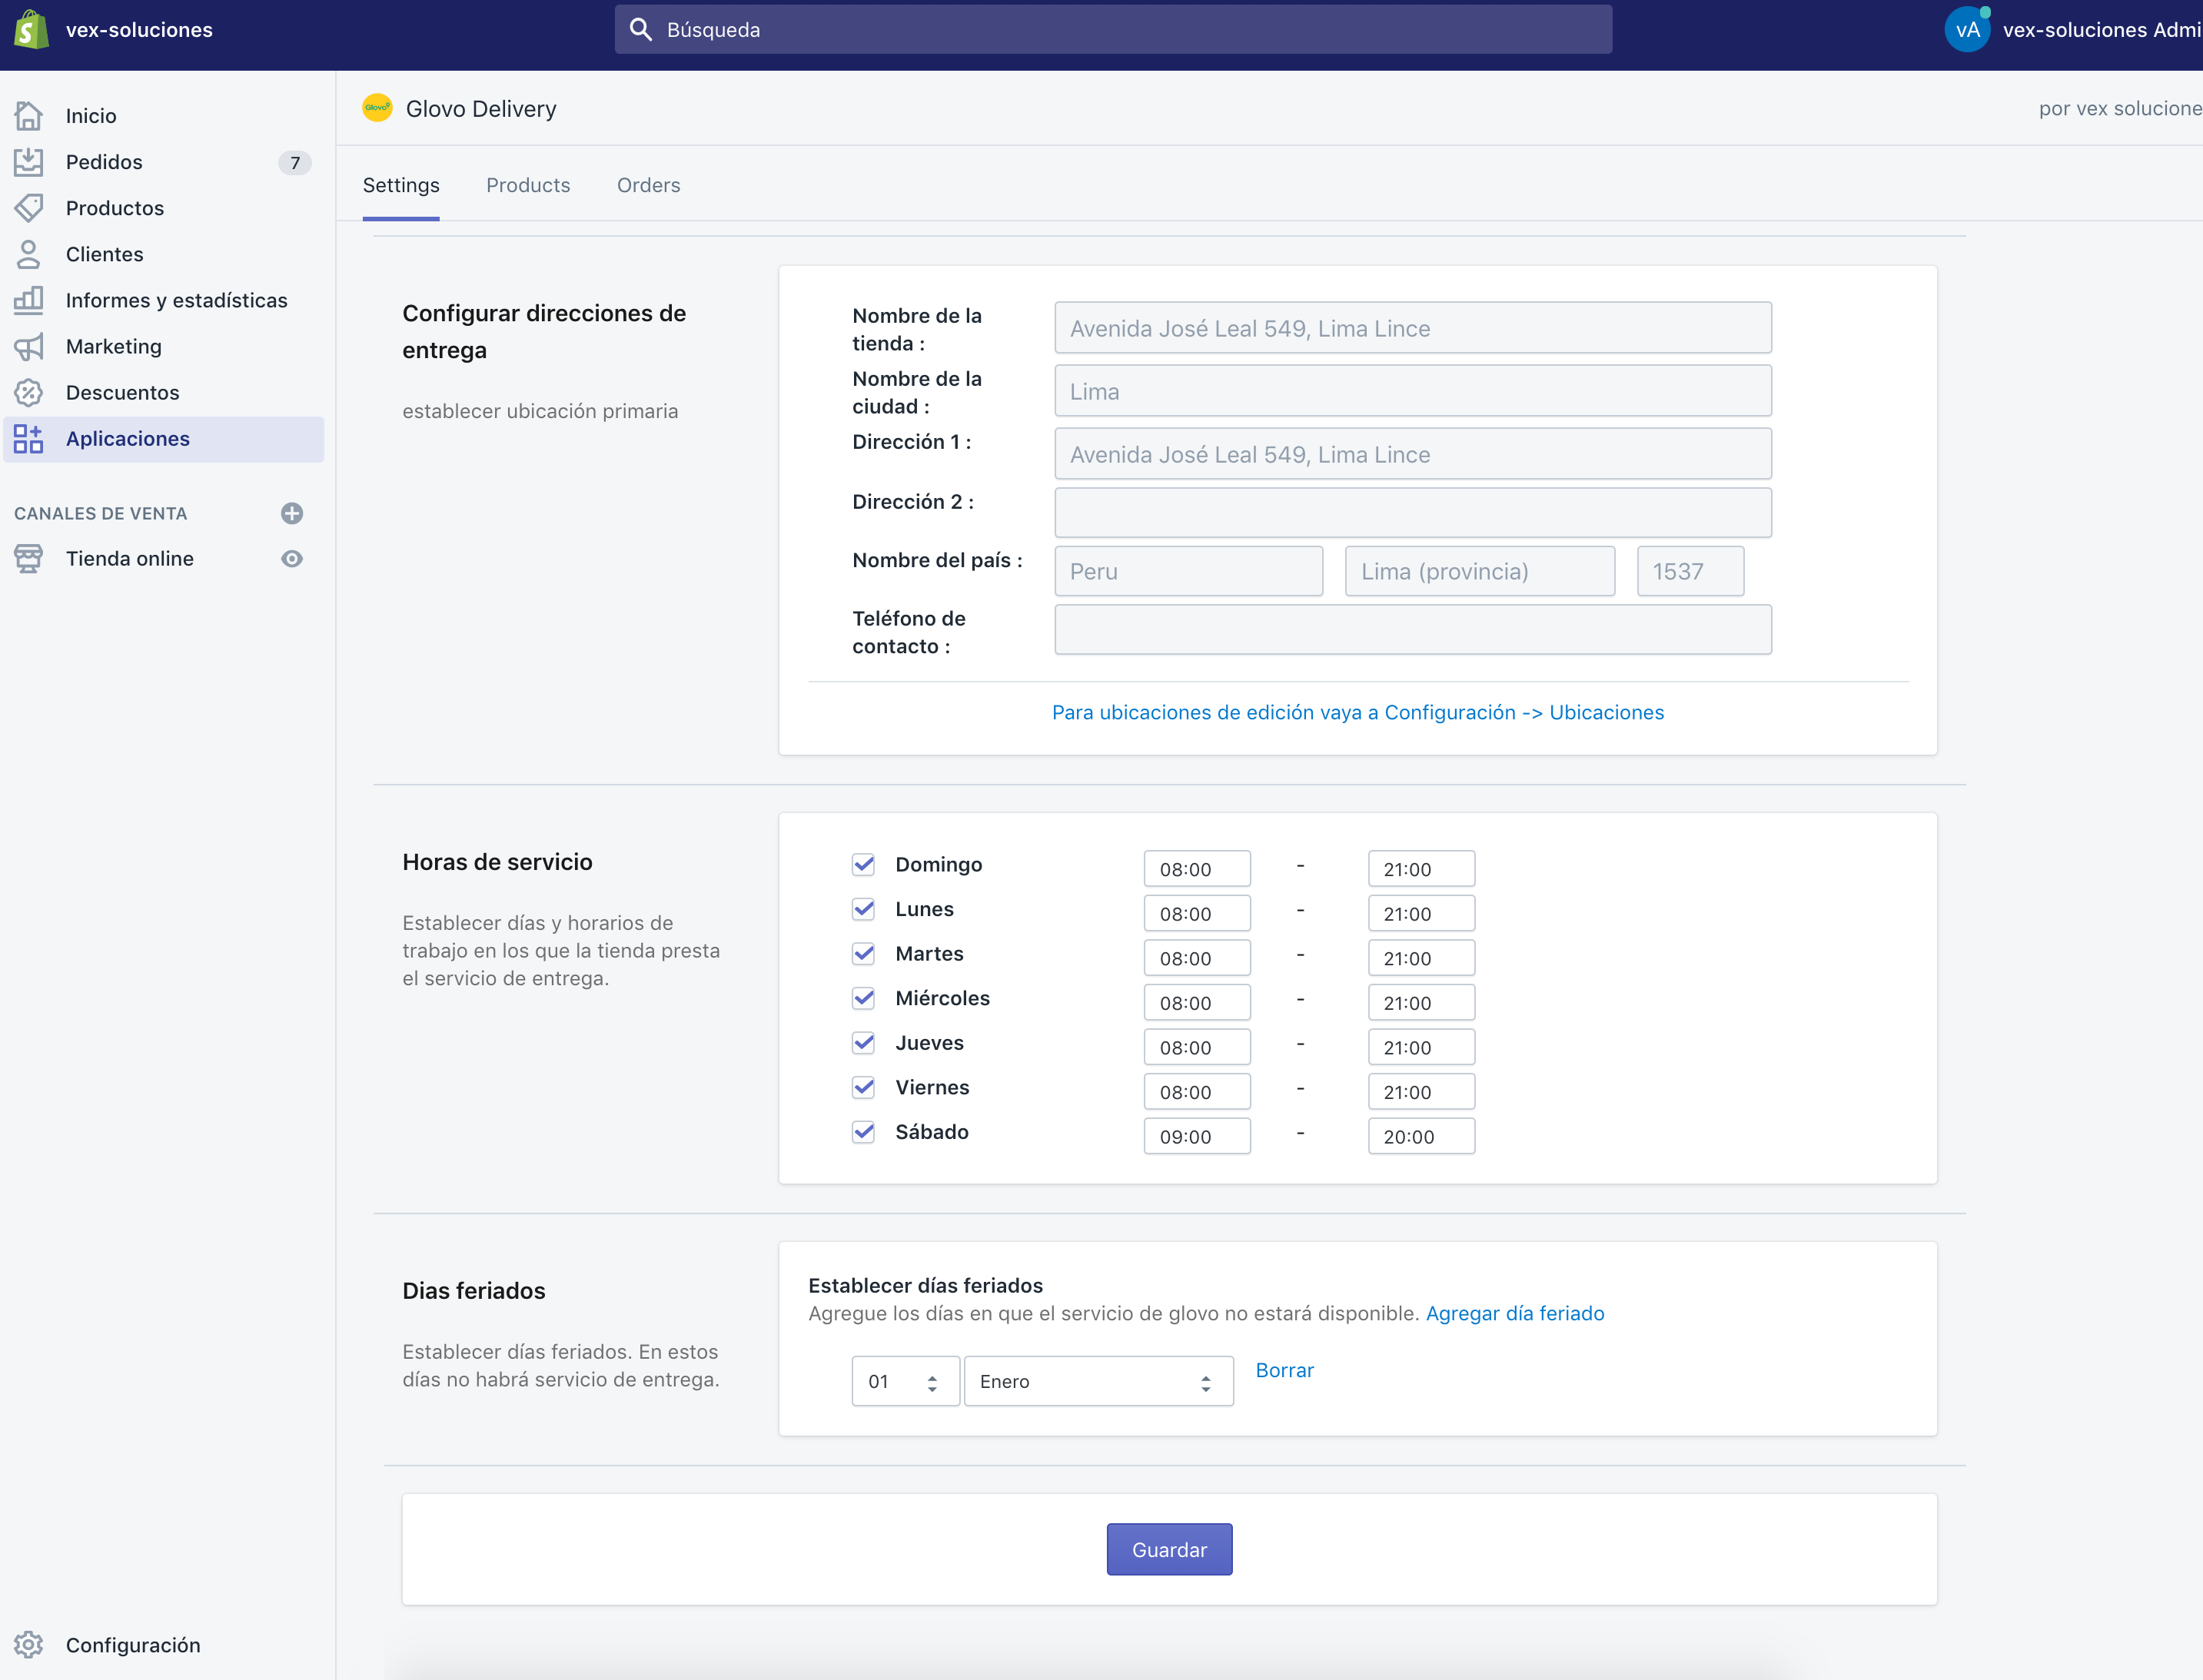 vex-soluciones
Búsqueda
vA
vex-soluciones Admi
Inicio
Pedidos
7
Productos
Clientes
Informes y estadísticas
Marketing
Descuentos
Aplicaciones
CANALES DE VENTA
Tienda online
Configuración
Glovo
Glovo Delivery
por vex solucione
Settings
Products
Orders
Configurar direcciones de
entrega
establecer ubicación primaria
Nombre de la
tienda :
Avenida José Leal 549, Lima Lince
Nombre de la
ciudad :
Lima
Dirección 1 :
Avenida José Leal 549, Lima Lince
Dirección 2 :
Nombre del país :
Peru
Lima (provincia)
1537
Teléfono de
contacto :
Para ubicaciones de edición vaya a Configuración -> Ubicaciones
Horas de servicio
Establecer días y horarios de
trabajo en los que la tienda presta
el servicio de entrega.
Domingo 08:00 - 21:00
Lunes 08:00 - 21:00
Martes 08:00 - 21:00
Miércoles 08:00 - 21:00
Jueves 08:00 - 21:00
Viernes 08:00 - 21:00
Sábado 09:00 - 20:00
Dias feriados
Establecer días feriados. En estos
días no habrá servicio de entrega.
Establecer días feriados
Agregue los días en que el servicio de glovo no estará disponible. Agregar día feriado
01 Enero Borrar
Guardar